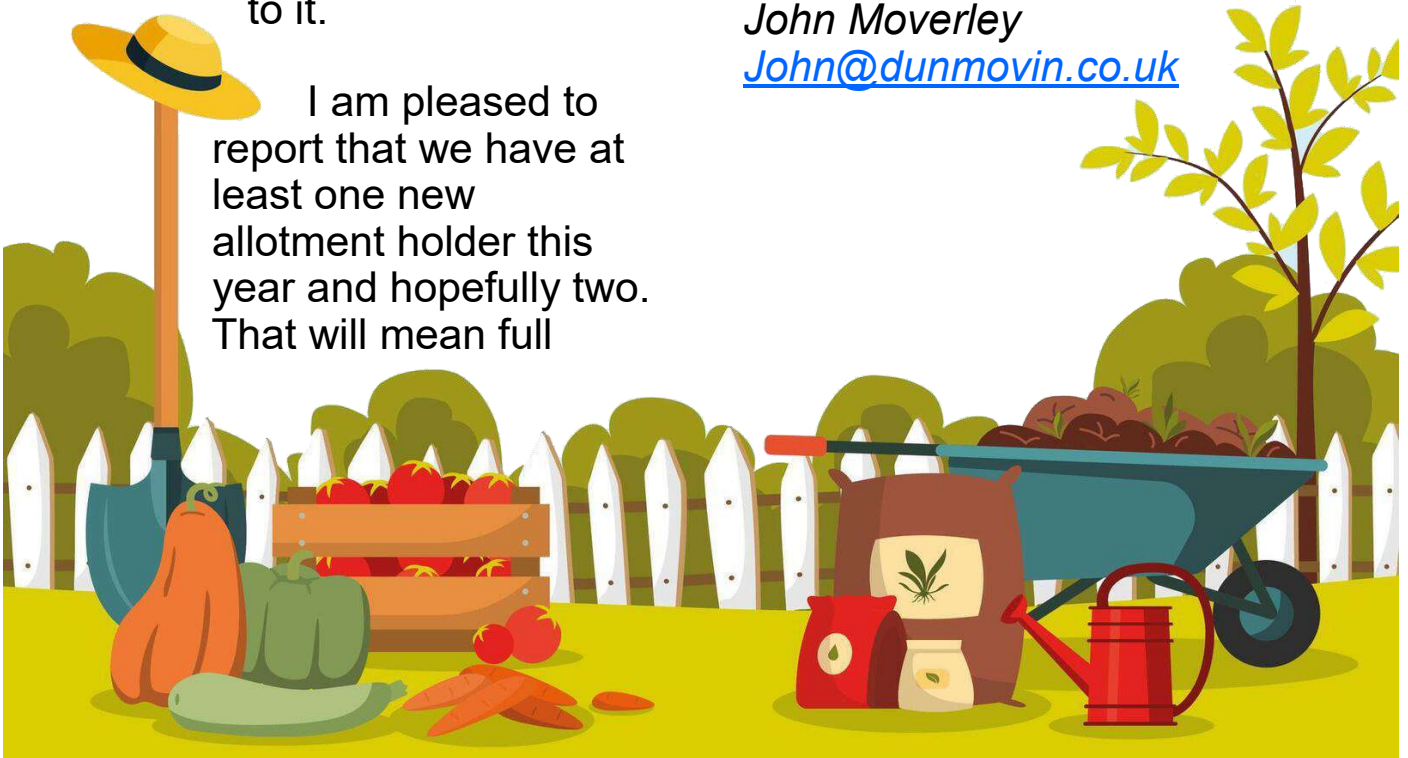 to it.
I am pleased to
report that we have at
least one new
allotment holder this
year and hopefully two.
That will mean full
John Moverley
John@dunmovin.co.uk